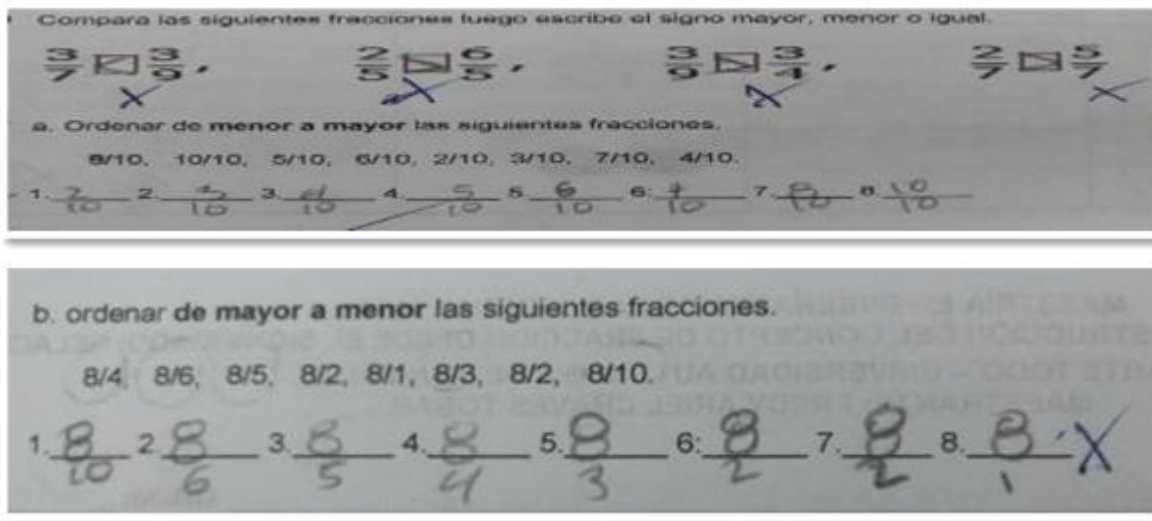 Compara las siguientes fracciones luego escribe el signo mayor, menor o igual.
3/7 3/9, 2/5 6/5, 3/9 3/4, 2/7 5/7
a. Ordenar de menor a mayor las siguientes fracciones.
8/10, 10/10, 5/10, 6/10, 2/10, 3/10, 7/10, 4/10.
1. 2/10 2. 3/10 3. 4/10 4. 5/10 5. 6/10 6: 7/10 7. 8/10 8 10/10
b. ordenar de mayor a menor las siguientes fracciones.
8/4, 8/6, 8/5, 8/2, 8/1, 8/3, 8/2, 8/10.
1. 8/10 2. 8/6 3. 8/5 4. 8/4 5. 8/3 6: 8/2 7. 8/2 8. 8/1 X